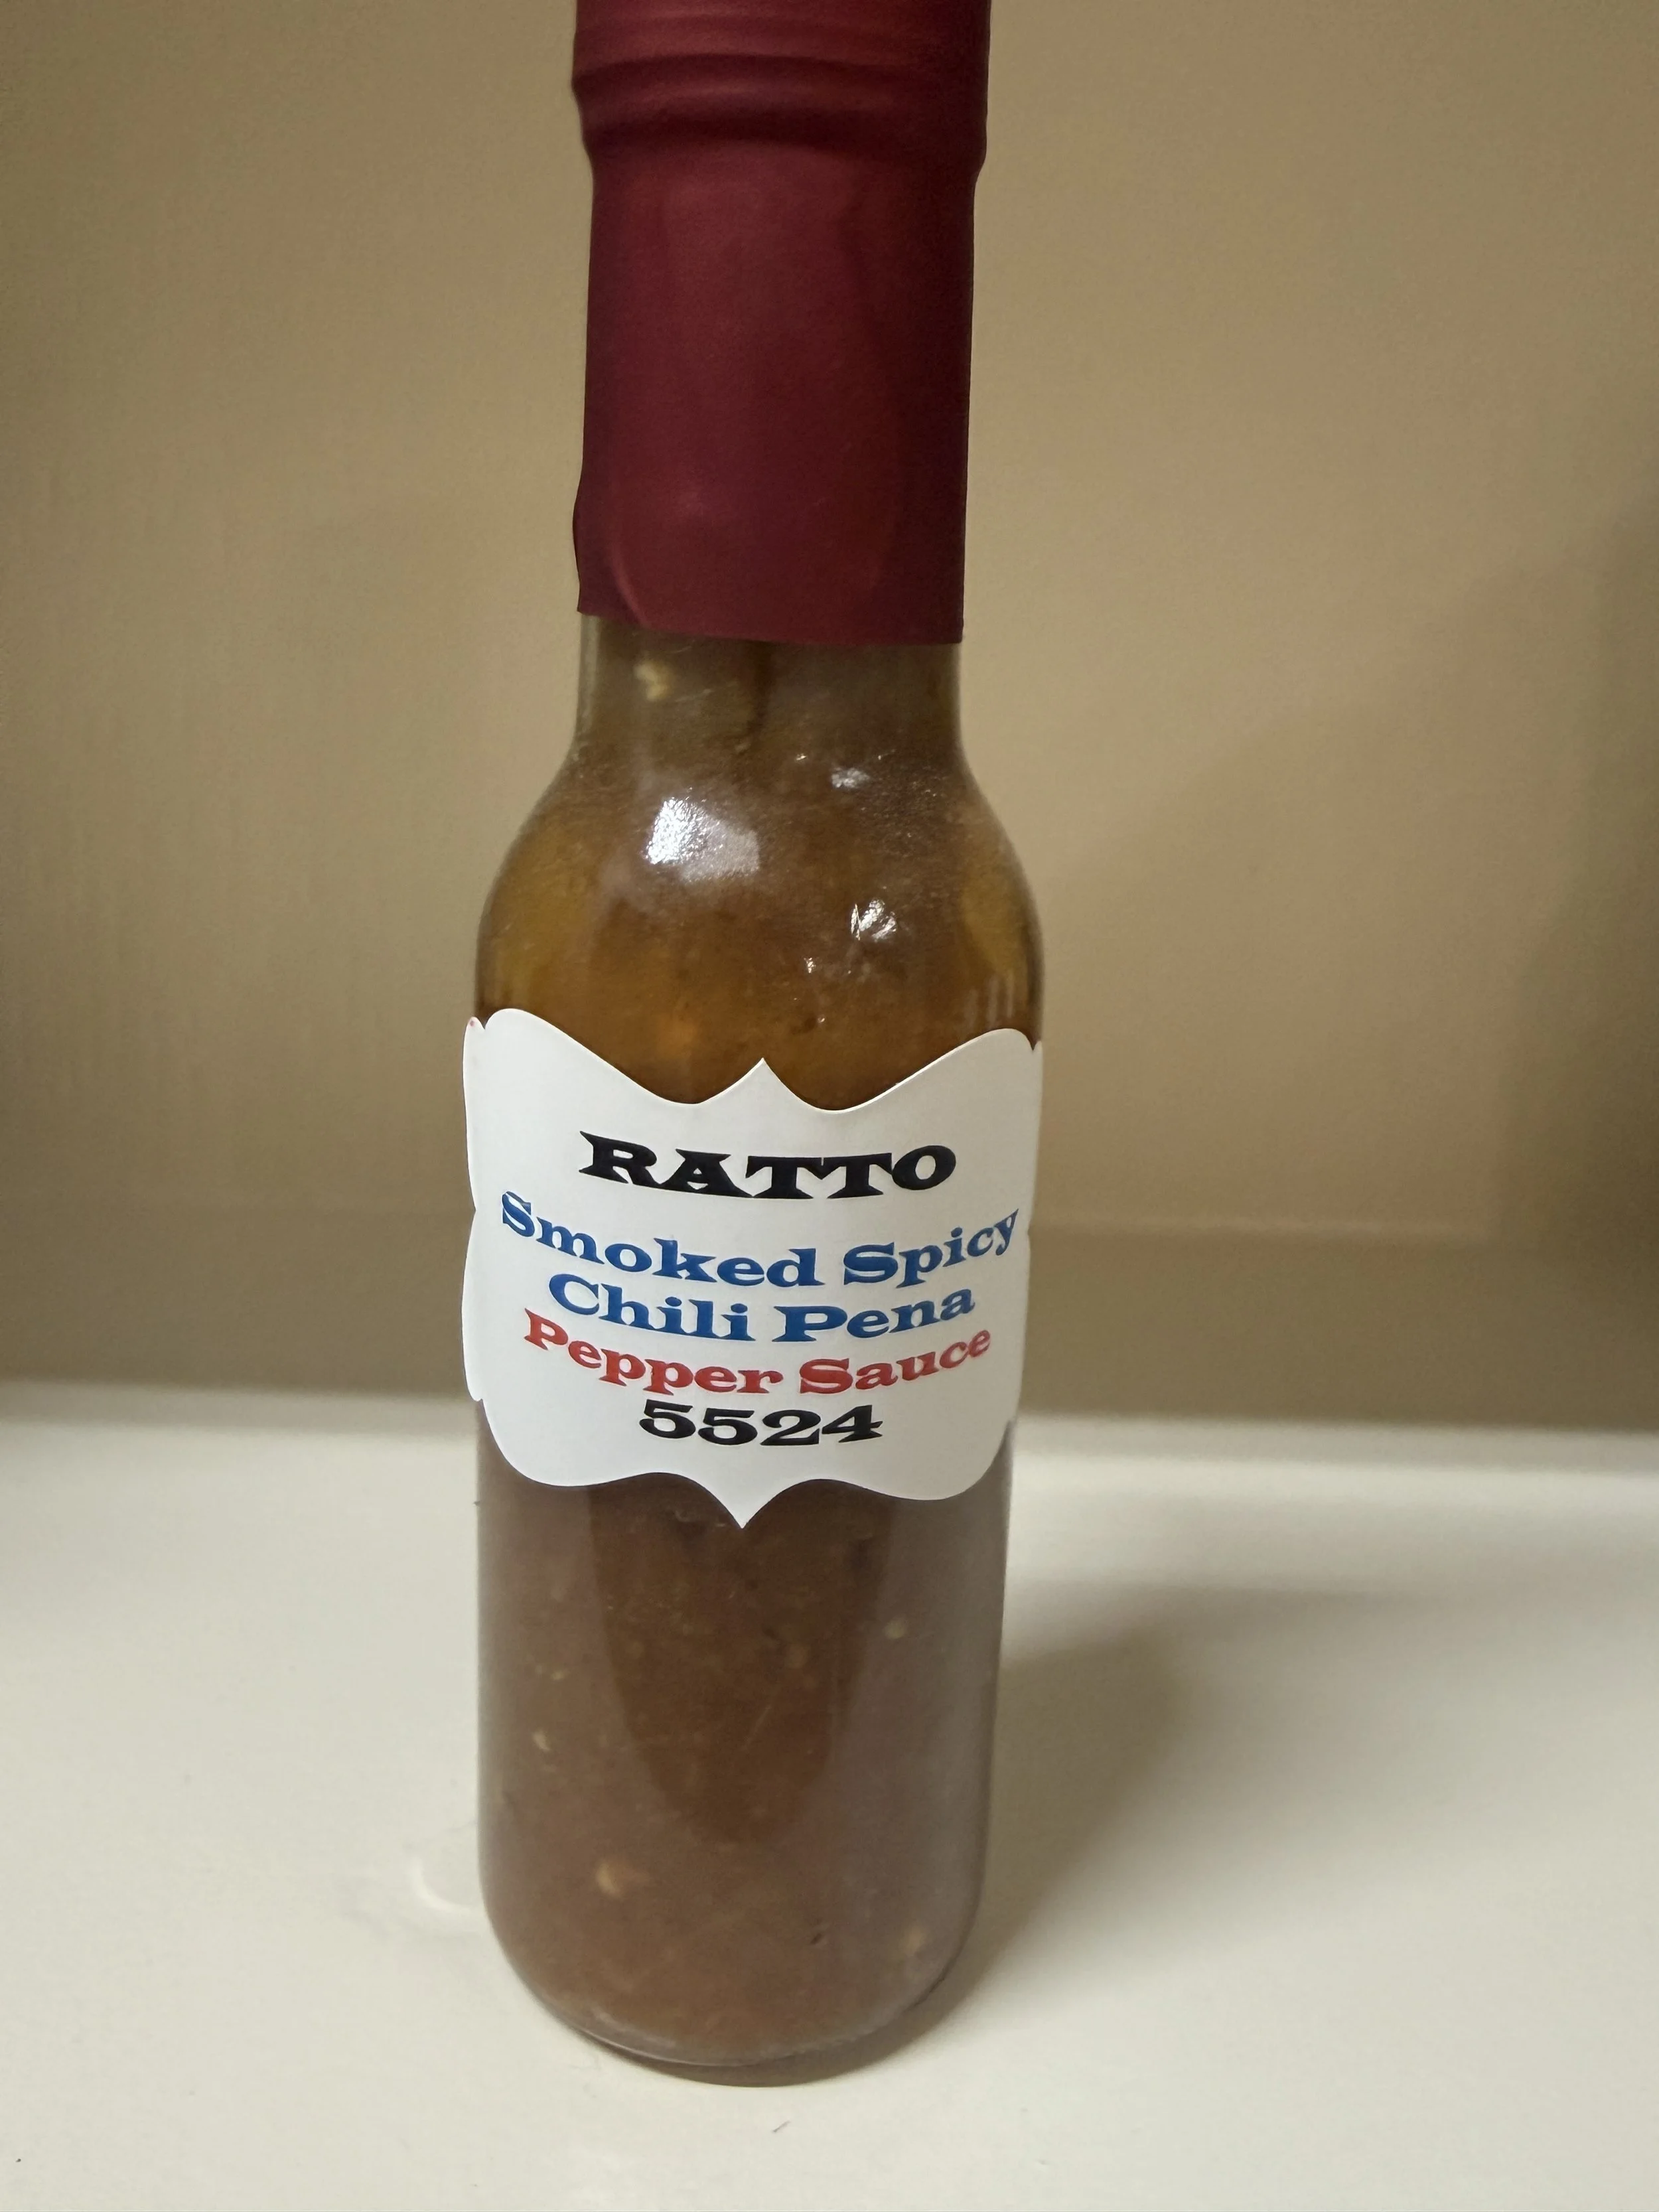 RATTO
Smoked Spicy
Chili Pena
Pepper Sauce
5524